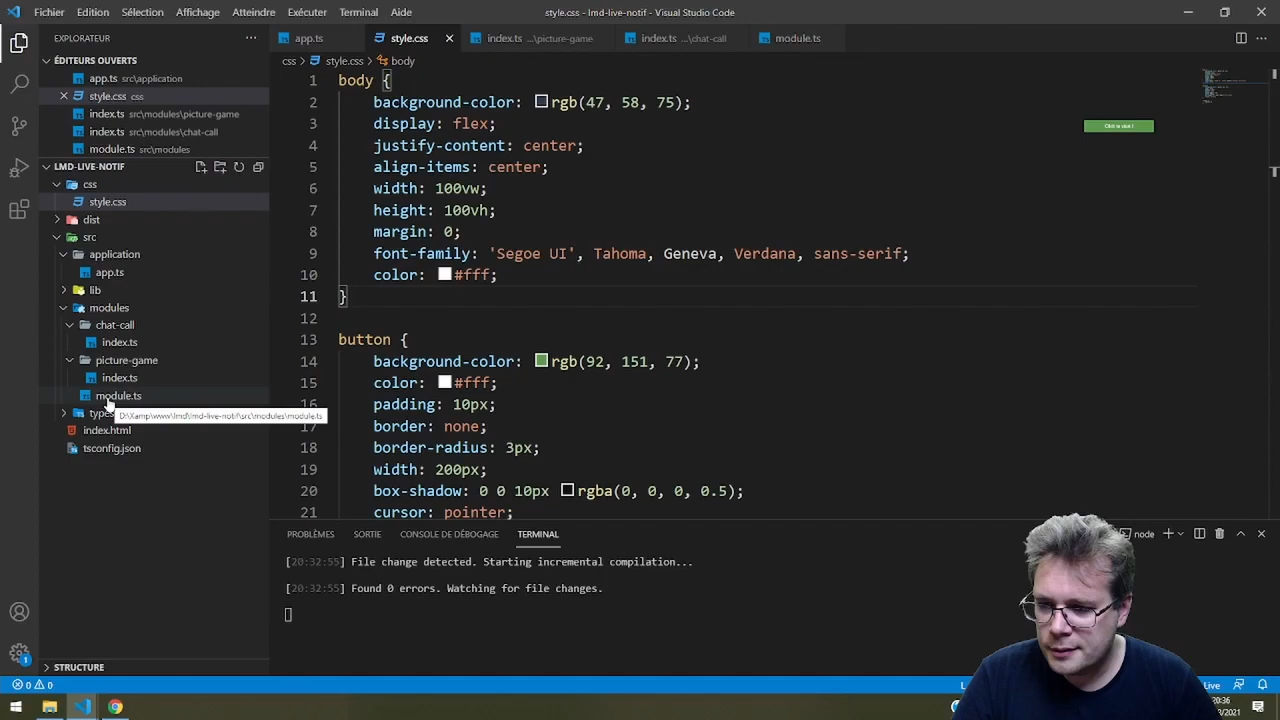 Fichier Édition Sélection Affichage Atteindre Exécuter Terminal Aide
style.css - lmd-live-notif - Visual Studio Code
EXPLORATEUR
app.ts
style.css
index.ts ...\picture-game
index.ts ...\chat-call
module.ts
ÉDITEURS OUVERTS
app.ts src\application
style.css css
index.ts src\modules\picture-game
index.ts src\modules\chat-call
module.ts src\modules
LMD-LIVE-NOTIF
css
style.css
dist
src
application
app.ts
lib
modules
chat-call
index.ts
picture-game
index.ts
module.ts
types
D:\Xamp\www\lmd\lmd-live-notif\src\modules\module.ts
index.html
tsconfig.json
STRUCTURE
css > style.css > body
1 body {
2 background-color: rgb(47, 58, 75);
3 display: flex;
4 justify-content: center;
5 align-items: center;
6 width: 100vw;
7 height: 100vh;
8 margin: 0;
9 font-family: 'Segoe UI', Tahoma, Geneva, Verdana, sans-serif;
10 color: #fff;
11 }
12
13 button {
14 background-color: rgb(92, 151, 77);
15 color: #fff;
16 padding: 10px;
17 border: none;
18 border-radius: 3px;
19 width: 200px;
20 box-shadow: 0 0 10px rgba(0, 0, 0, 0.5);
21 cursor: pointer;
PROBLÈMES SORTIE CONSOLE DE DÉBOGAGE TERMINAL
node
[20:32:55] File change detected. Starting incremental compilation...
[20:32:55] Found 0 errors. Watching for file changes.
0 0
1
Live
20:36